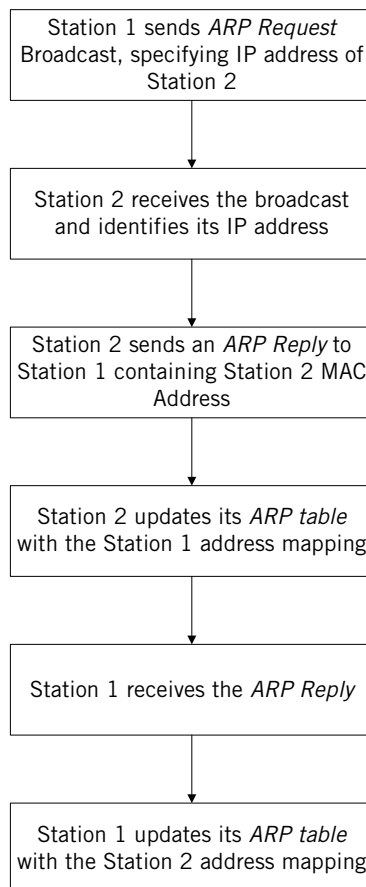 Station 1 sends ARP Request
Broadcast, specifying IP address of
Station 2
Station 2 receives the broadcast
and identifies its IP address
Station 2 sends an ARP Reply to
Station 1 containing Station 2 MAC
Address
Station 2 updates its ARP table
with the Station 1 address mapping
Station 1 receives the ARP Reply
Station 1 updates its ARP table
with the Station 2 address mapping